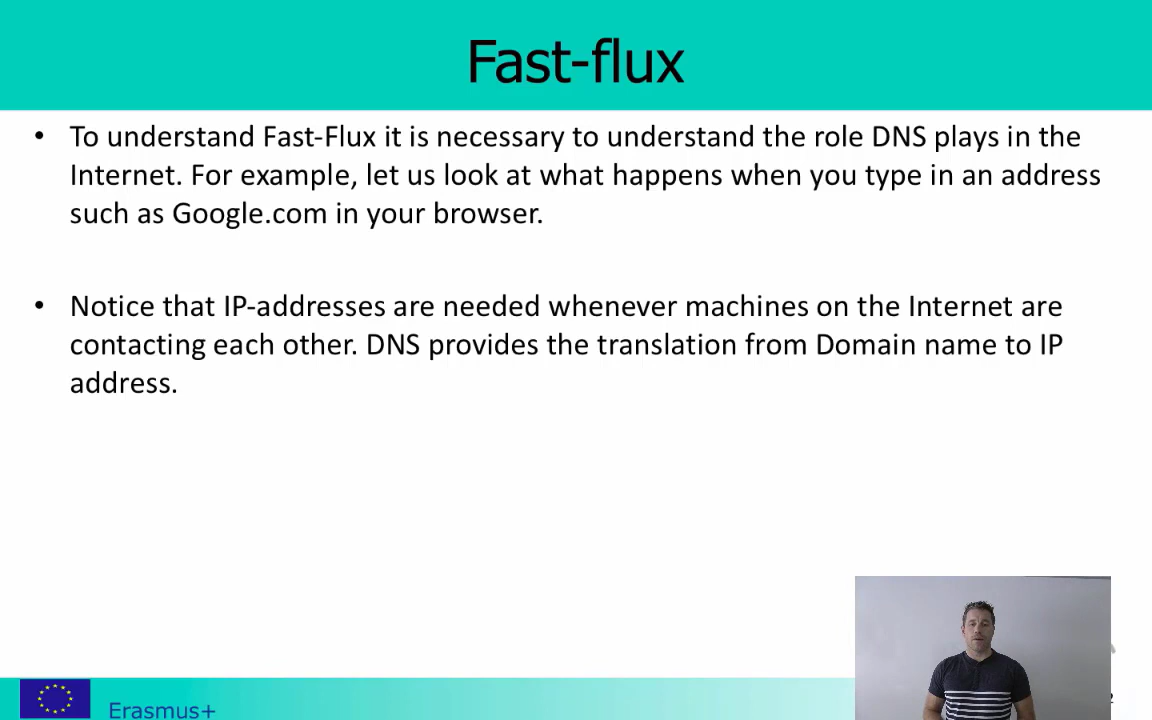 Fast-flux
• To understand Fast-Flux it is necessary to understand the role DNS plays in the
Internet. For example, let us look at what happens when you type in an address
such as Google.com in your browser.
• Notice that IP-addresses are needed whenever machines on the Internet are
contacting each other. DNS provides the translation from Domain name to IP
address.
Erasmus+
2